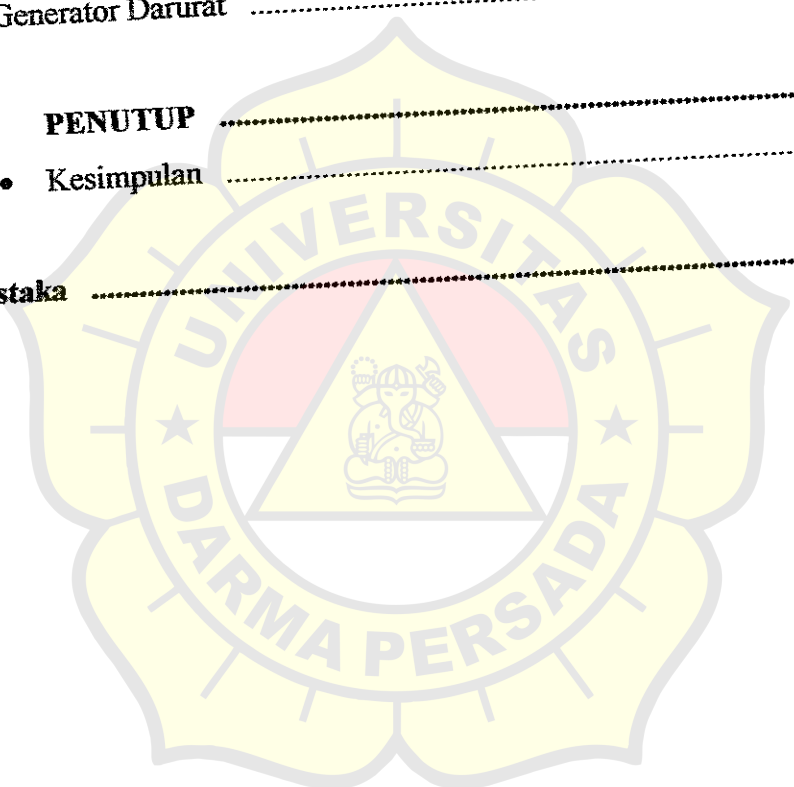 Generator Darurat ........................................
PENUTUP ........................................
• Kesimpulan ........................................
staka ........................................
UNIVERSITAS
DARMA PERSADA